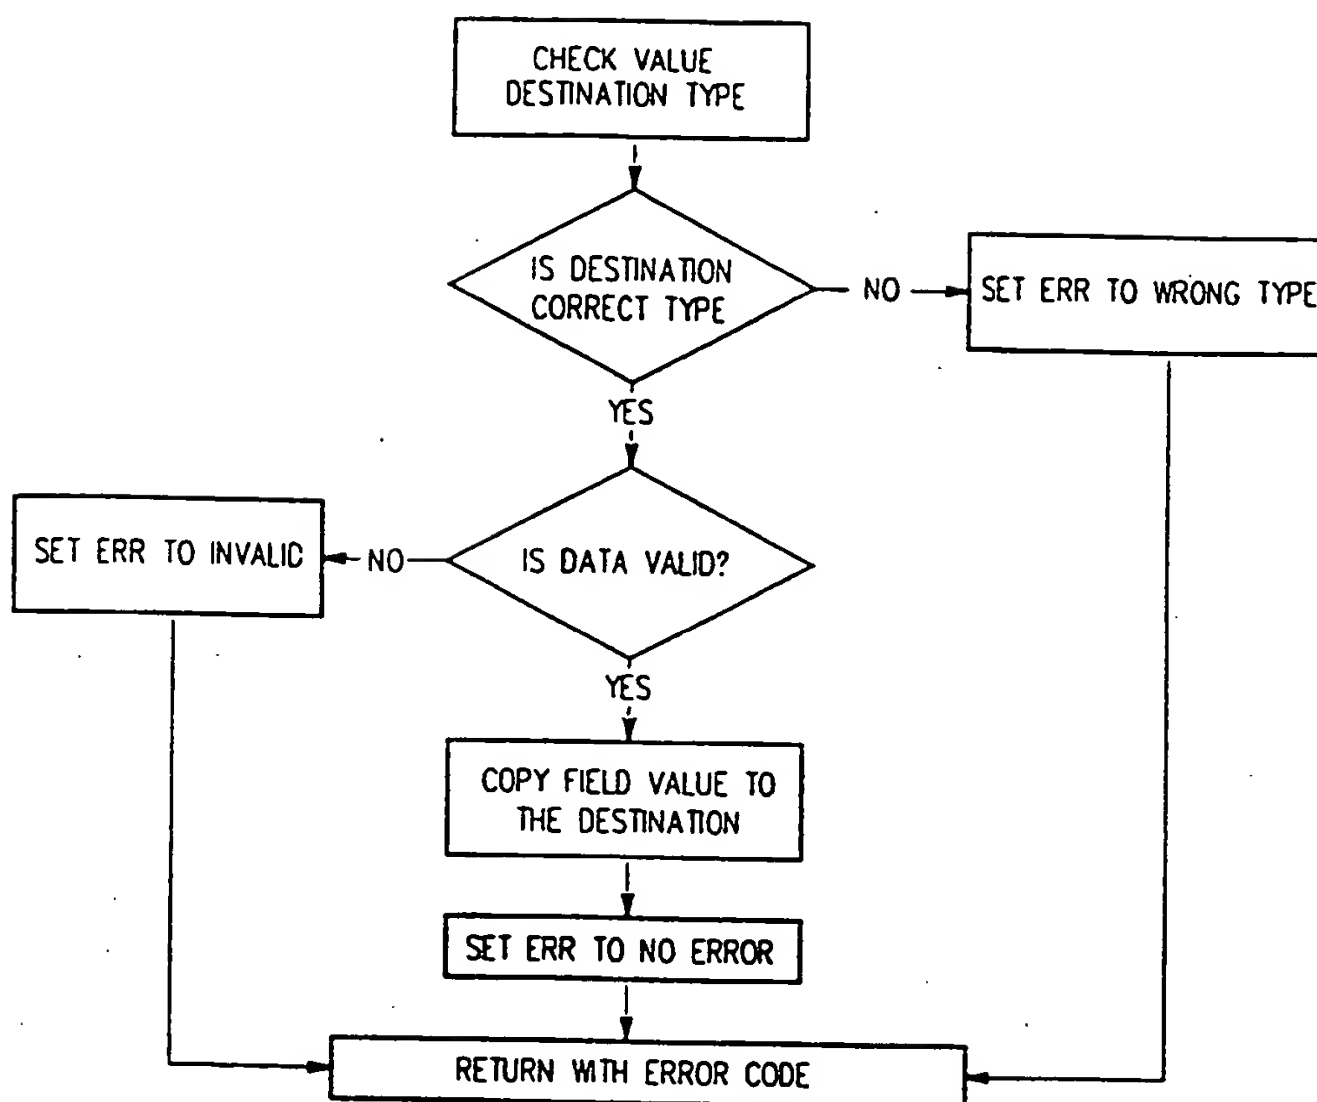 CHECK VALUE
DESTINATION TYPE
IS DESTINATION
CORRECT TYPE
NO
SET ERR TO WRONG TYPE
YES
SET ERR TO INVALID
NO
IS DATA VALID?
YES
COPY FIELD VALUE TO
THE DESTINATION
SET ERR TO NO ERROR
RETURN WITH ERROR CODE